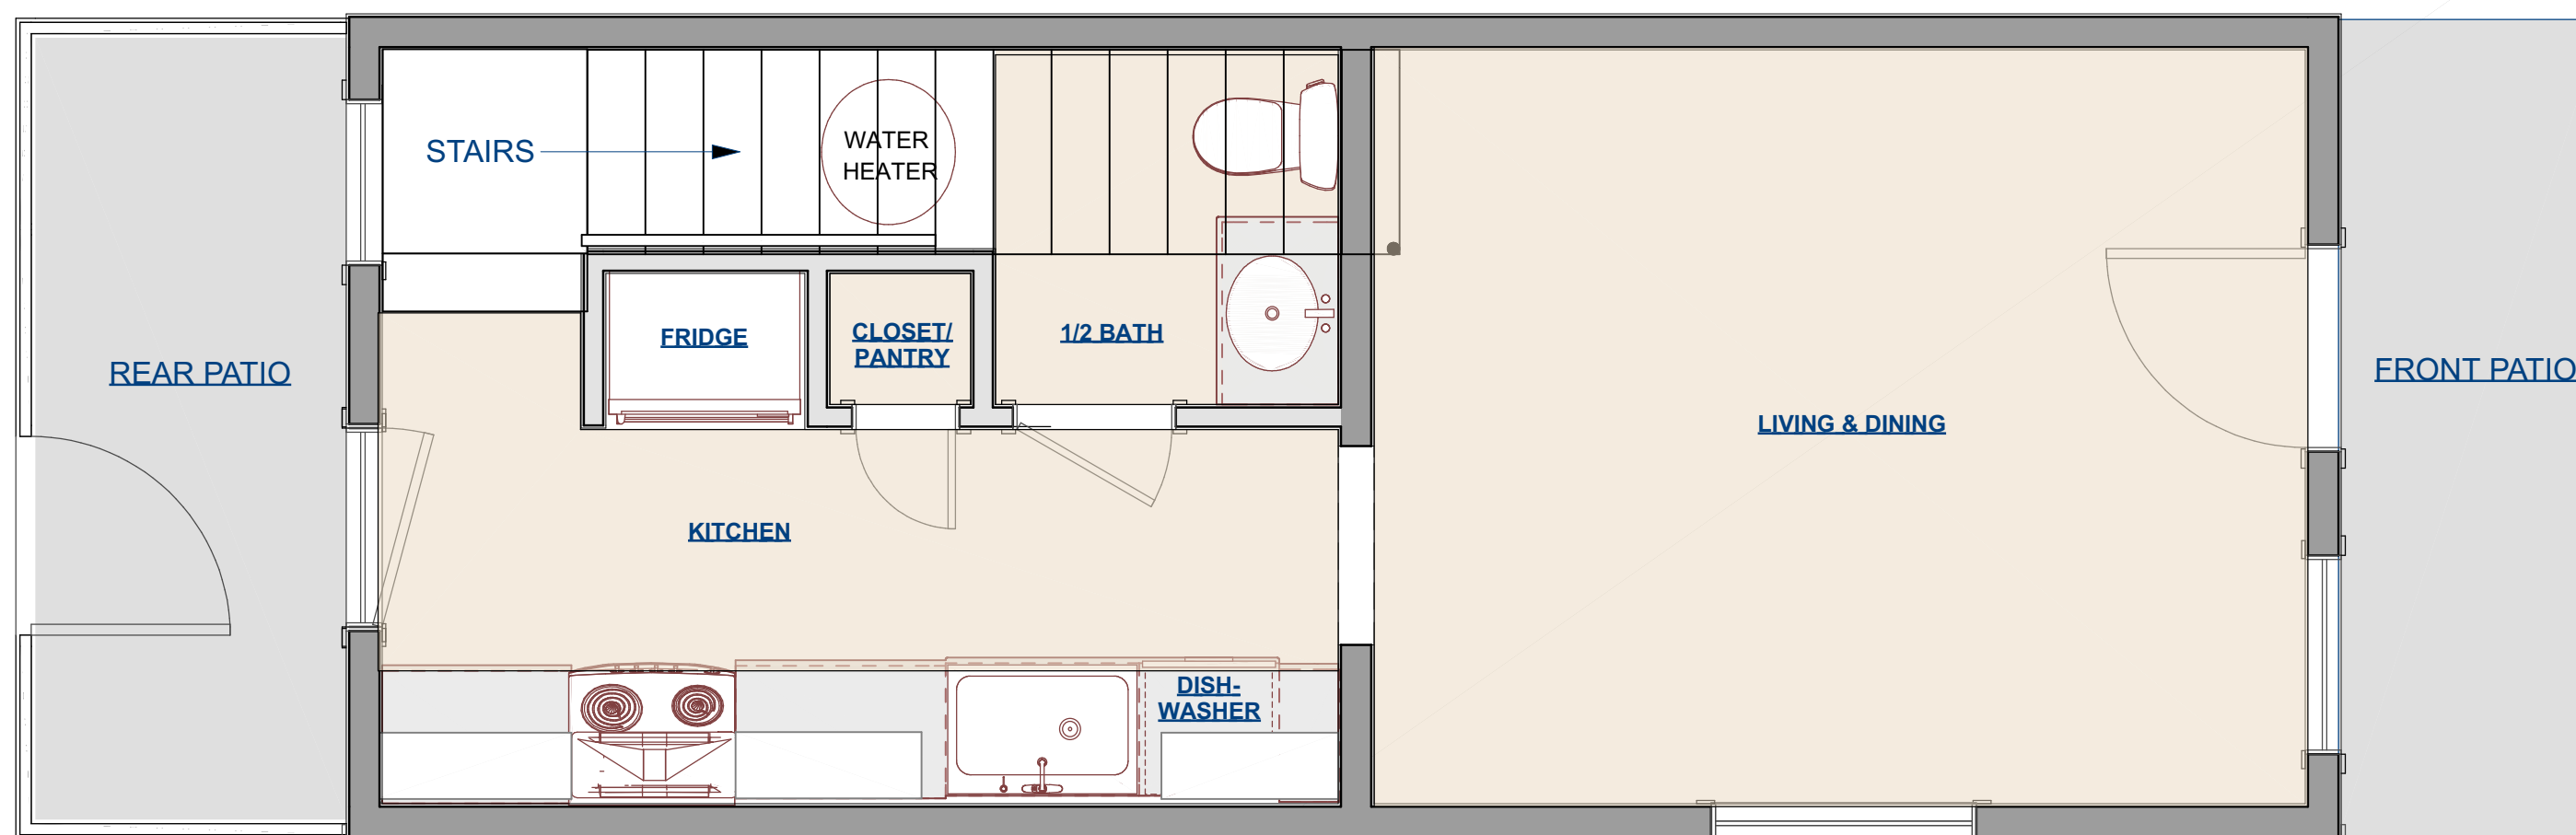 STAIRS
WATER
HEATER
FRIDGE
CLOSET/
PANTRY
1/2 BATH
REAR PATIO
FRONT PATIO
LIVING & DINING
KITCHEN
DISH-
WASHER